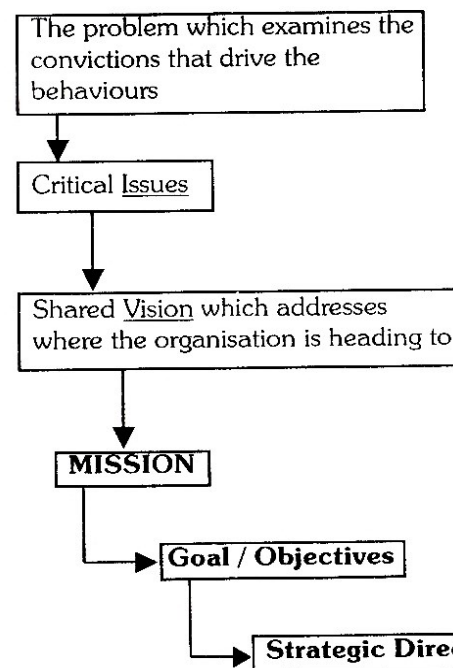 The problem which examines the
convictions that drive the
behaviours
Critical Issues
Shared Vision which addresses
where the organisation is heading to
MISSION
Goal / Objectives
Strategic